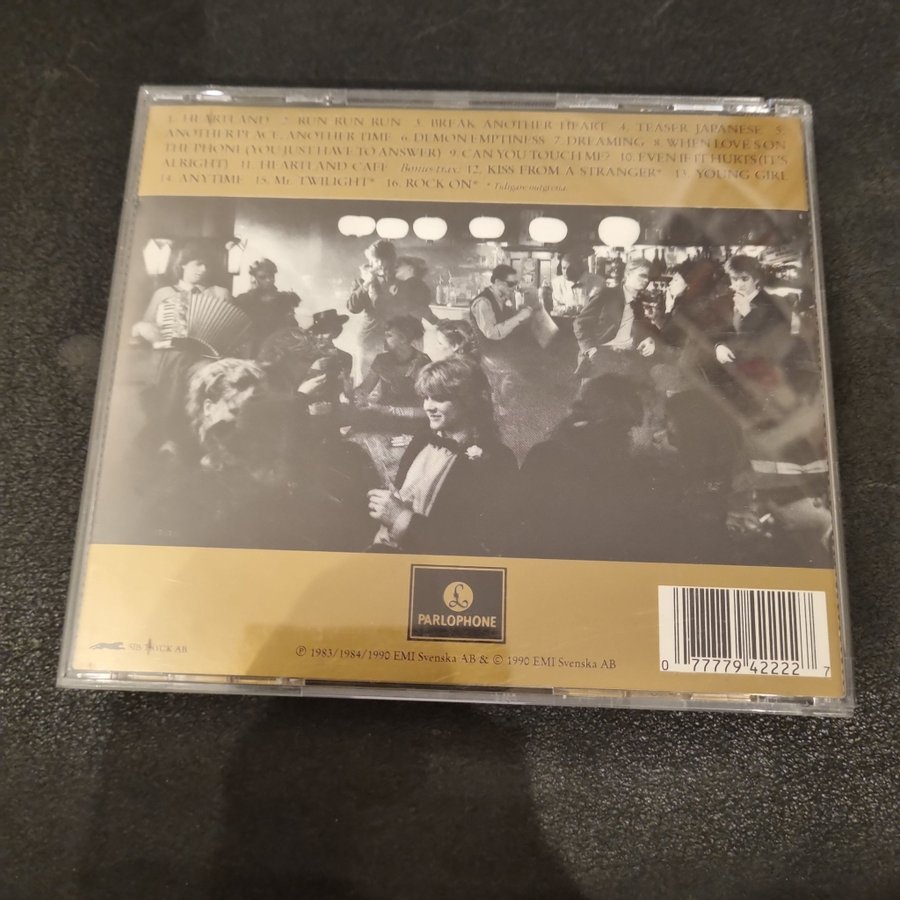 1. HEARTLAND 2. RUN RUN RUN 3. BREAK ANOTHER HEART 4. TEASER JAPANESE 5.
ANOTHER PLACE, ANOTHER TIME 6. DEMON EMPTINESS 7. DREAMING 8. WHEN LOVE'S ON
THE PHONE (YOU JUST HAVE TO ANSWER) 9. CAN YOU TOUCH ME? 10. EVEN IF IT HURTS (IT'S
ALRIGHT) 11. HEARTLAND CAFE Bonustrax: 12. KISS FROM A STRANGER* 13. YOUNG GIRL
14. ANYTIME 15. Mr. TWILIGHT* 16. ROCK ON* * Tidigare outgivna
£
PARLOPHONE
SIB TRYCK AB
℗ 1983/1984/1990 EMI Svenska AB & © 1990 EMI Svenska AB
0 77779 42222 7